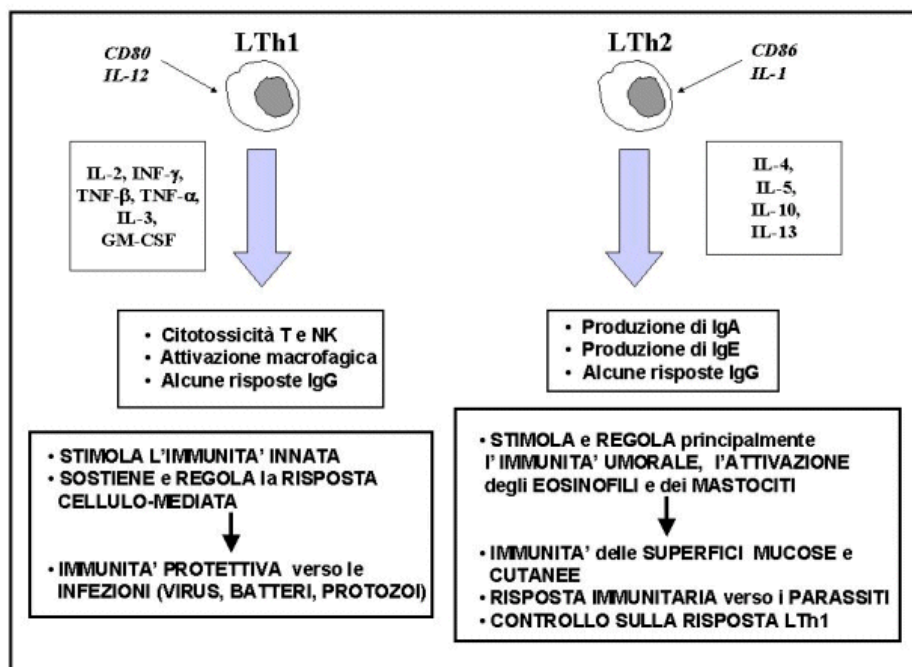 LTh1
CD80
IL-12
IL-2, INF-γ,
TNF-β, TNF-α,
IL-3,
GM-CSF
• Citotossicità T e NK
• Attivazione macrofagica
• Alcune risposte IgG
• STIMOLA L'IMMUNITA' INNATA
• SOSTIENE e REGOLA la RISPOSTA
CELLULO-MEDIATA
• IMMUNITA' PROTETTIVA verso le
INFEZIONI (VIRUS, BATTERI, PROTOZOI)
LTh2
CD86
IL-1
IL-4,
IL-5,
IL-10,
IL-13
• Produzione di IgA
• Produzione di IgE
• Alcune risposte IgG
• STIMOLA e REGOLA principalmente
l'IMMUNITA' UMORALE, l'ATTIVAZIONE
degli EOSINOFILI e dei MASTOCITI
• IMMUNITA' delle SUPERFICI MUCOSE e
CUTANEE
• RISPOSTA IMMUNITARIA verso i PARASSITI
• CONTROLLO SULLA RISPOSTA LTh1